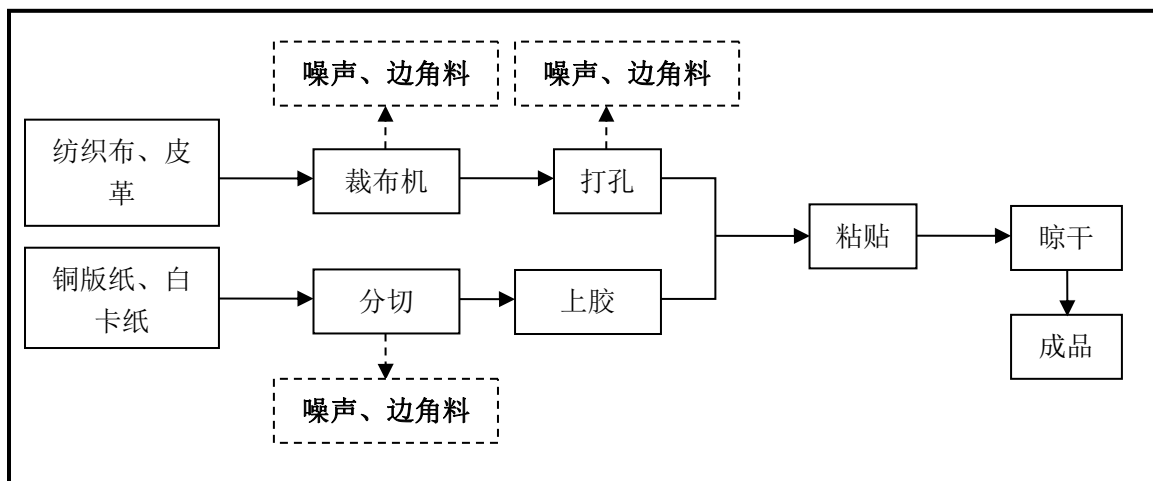 噪声、边角料
噪声、边角料
纺织布、皮
革
裁布机
打孔
粘贴
晾干
铜版纸、白
卡纸
分切
上胶
成品
噪声、边角料